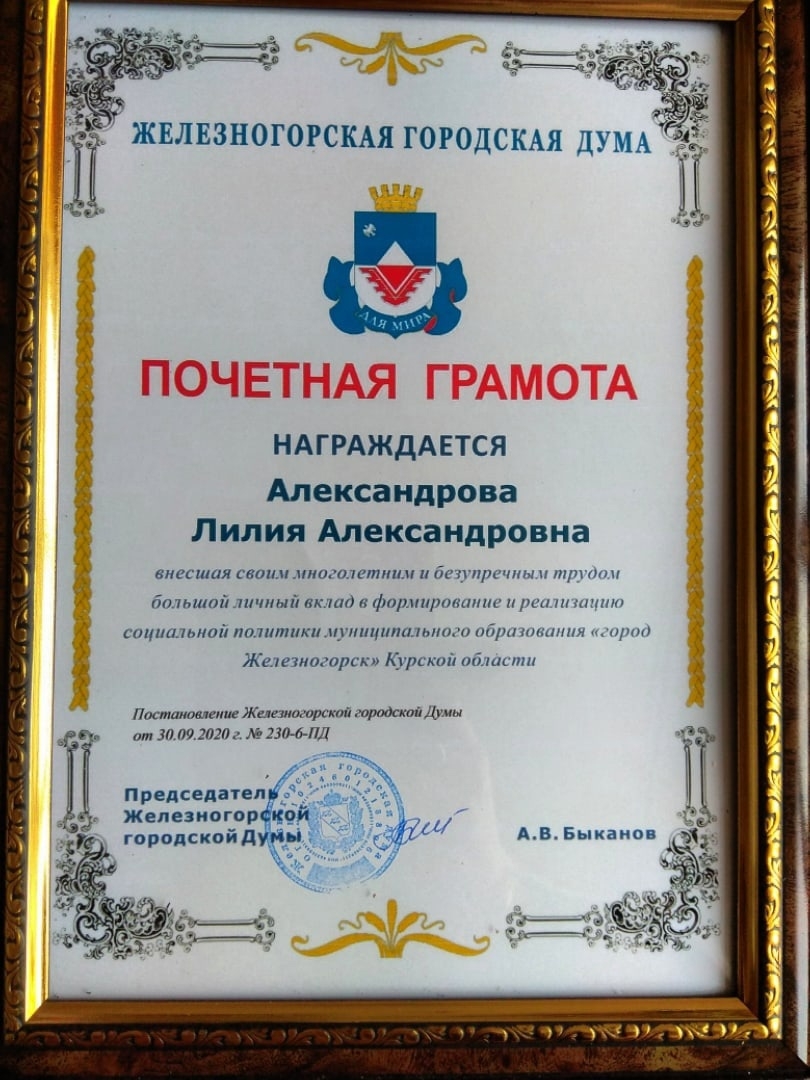 ЖЕЛЕЗНОГОРСКАЯ ГОРОДСКАЯ ДУМА
ДЛЯ МИРА
ПОЧЕТНАЯ ГРАМОТА
НАГРАЖДАЕТСЯ
Александрова
Лилия Александровна
внесшая своим многолетним и безупречным трудом
большой личный вклад в формирование и реализацию
социальной политики муниципального образования «город
Железногорск» Курской области
Постановление Железногорской городской Думы
от 30.09.2020 г. № 230-6-ПД
Председатель
Железногорской
городской Думы
А.В. Быканов
Железногорская городская